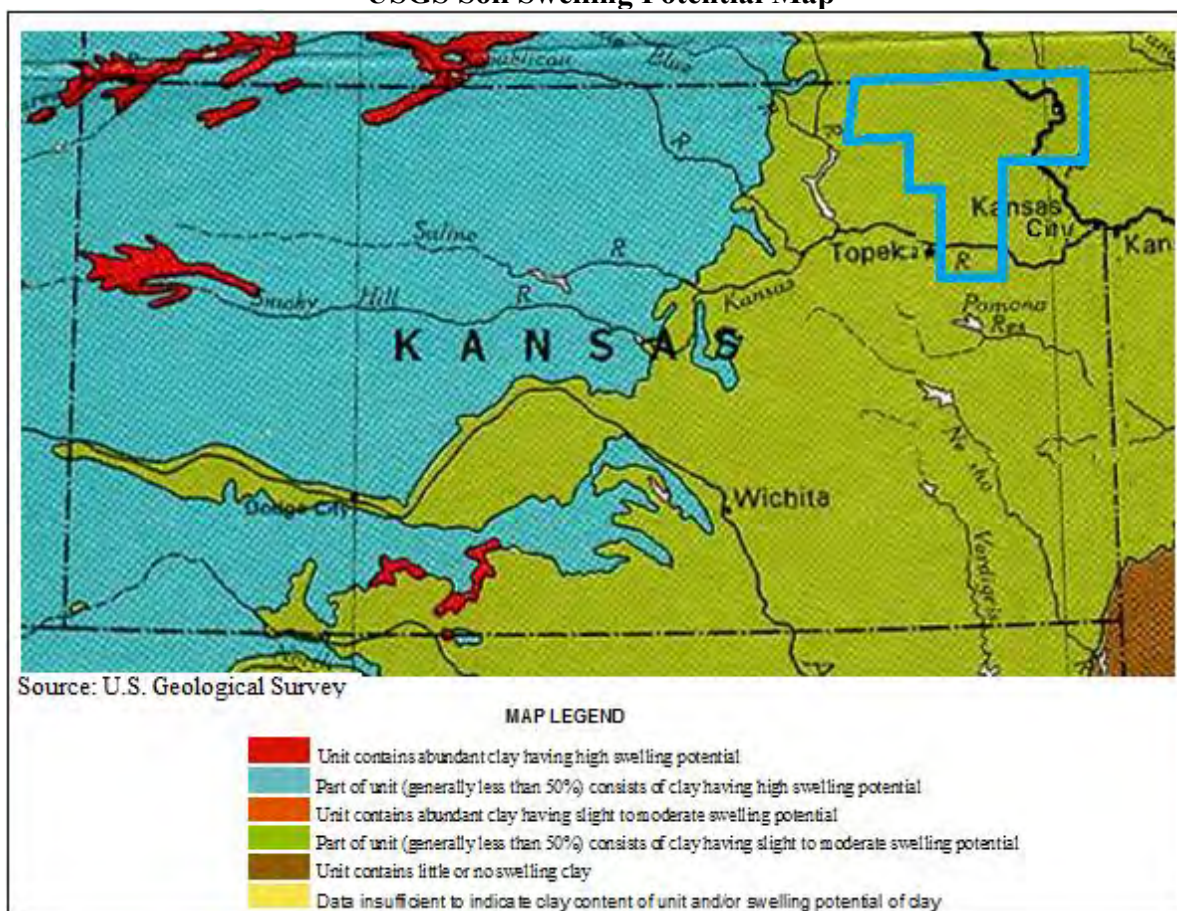 USGS Soil Swelling Potential Map
Republican
Blue
R
R
Saline
R
Smoky Hill R
Kansas
Topeka
R
Kansas
City
Kan
Pomona
Res
KANSAS
Neosho
Verdigris
Wichita
Dodge City
Source: U.S. Geological Survey
MAP LEGEND
Unit contains abundant clay having high swelling potential
Part of unit (generally less than 50%) consists of clay having high swelling potential
Unit contains abundant clay having slight to moderate swelling potential
Part of unit (generally less than 50%) consists of clay having slight to moderate swelling potential
Unit contains little or no swelling clay
Data insufficient to indicate clay content of unit and/or swelling potential of clay